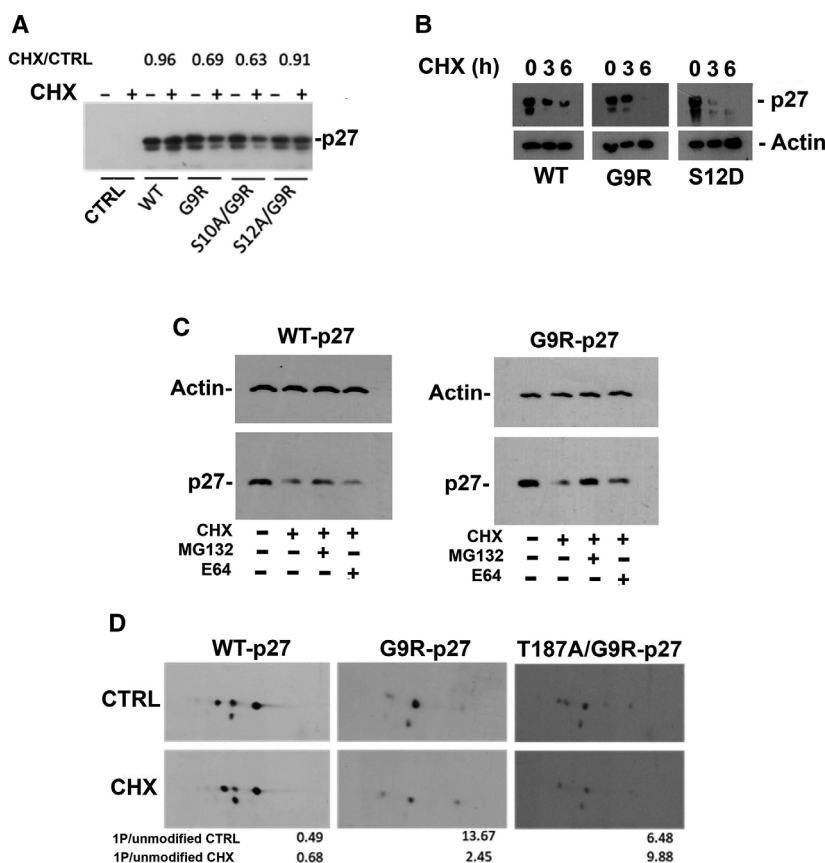 A
CHX/CTRL 0.96 0.69 0.63 0.91
CHX – + – + – + – + – +
-p27
CTRL WT G9R S10A/G9R S12A/G9R
B
CHX (h) 0 3 6 0 3 6 0 3 6
- p27
- Actin
WT G9R S12D
C
WT-p27
Actin-
p27-
CHX – + + +
MG132 – – + –
E64 – – – +
G9R-p27
Actin-
p27-
CHX – + + +
MG132 – – + –
E64 – – – +
D
WT-p27 G9R-p27 T187A/G9R-p27
CTRL
CHX
1P/unmodified CTRL 0.49 13.67 6.48
1P/unmodified CHX 0.68 2.45 9.88